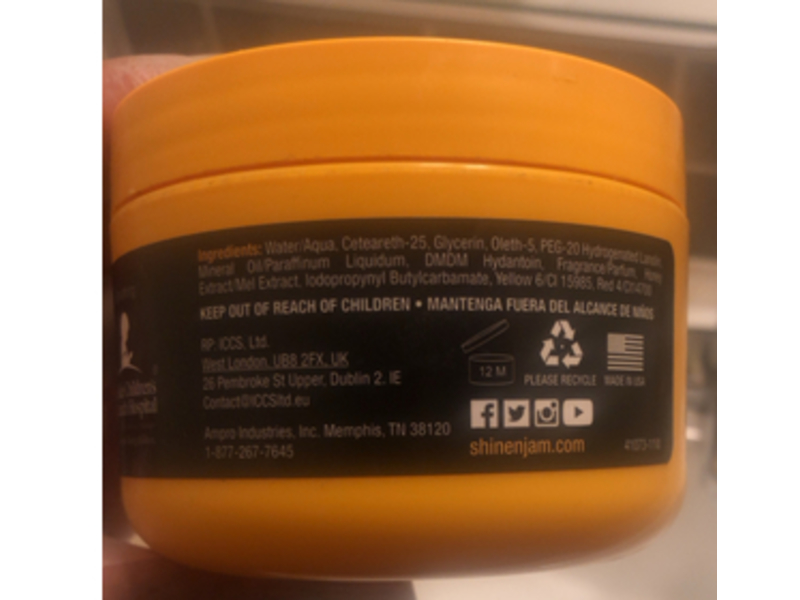 Ingredients: Water/Aqua, Ceteareth-25, Glycerin, Oleth-5, PEG-20 Hydrogenated Lanolin,
Mineral Oil/Paraffinum Liquidum, DMDM Hydantoin, Fragrance/Parfum, Honey
Extract/Mel Extract, Iodopropynyl Butylcarbamate, Yellow 6/CI 15985, Red 4/CI
KEEP OUT OF REACH OF CHILDREN • MANTENGA FUERA DEL ALCANCE DE NIÑOS
RP: ICCS, Ltd.
West London, UB8 2FX, UK
26 Pembroke St Upper, Dublin 2. IE
Contact@ICCSltd.eu
Ampro Industries, Inc. Memphis, TN 38120
1-877-267-7645
12 M
PLEASE RECYCLE
MADE IN USA
shinenjam.com